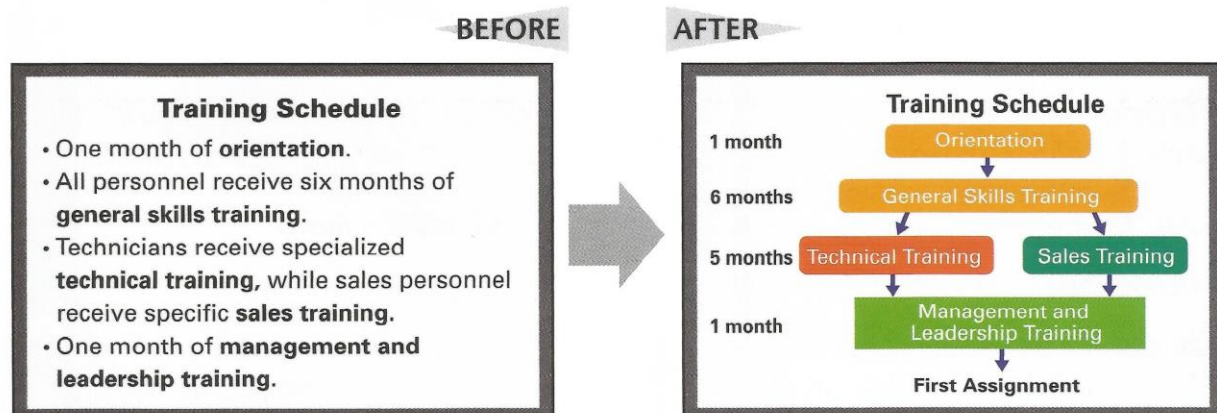 BEFORE
AFTER
Training Schedule
• One month of orientation.
• All personnel receive six months of
general skills training.
• Technicians receive specialized
technical training, while sales personnel
receive specific sales training.
• One month of management and
leadership training.
Training Schedule
1 month
Orientation
6 months
General Skills Training
5 months
Technical Training
Sales Training
1 month
Management and
Leadership Training
First Assignment